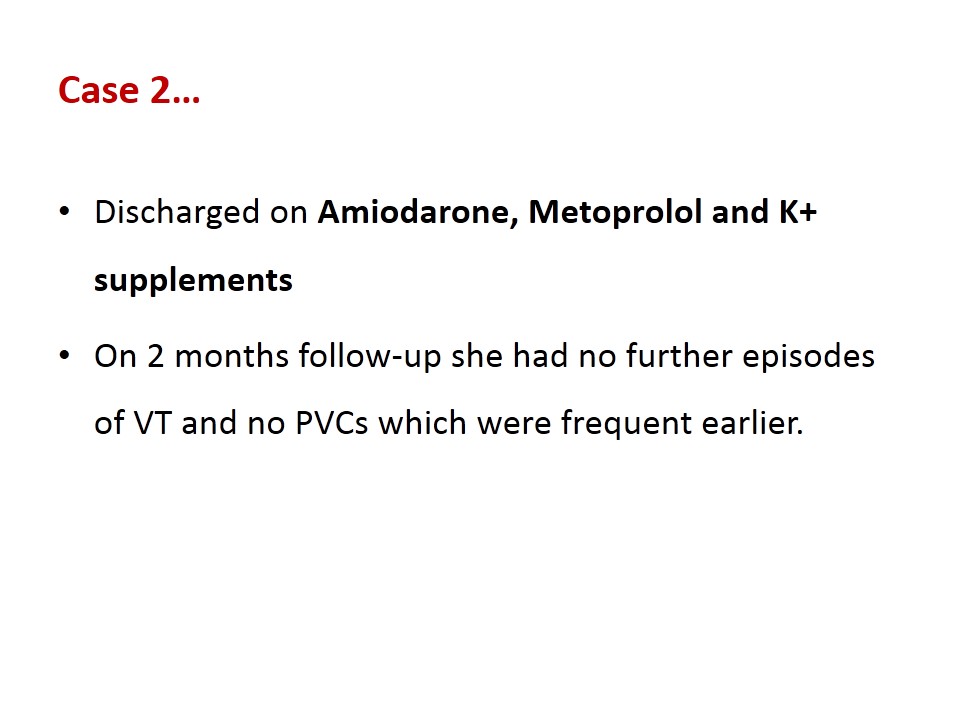 Case 2…
• Discharged on Amiodarone, Metoprolol and K+
supplements
• On 2 months follow-up she had no further episodes
of VT and no PVCs which were frequent earlier.